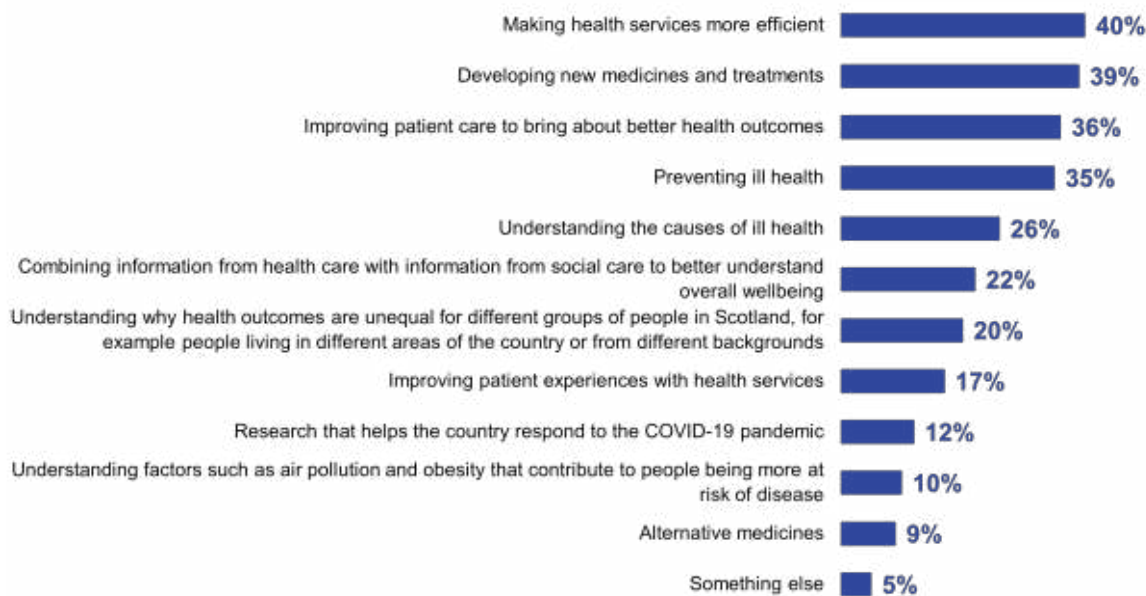 Making health services more efficient 40%
Developing new medicines and treatments 39%
Improving patient care to bring about better health outcomes 36%
Preventing ill health 35%
Understanding the causes of ill health 26%
Combining information from health care with information from social care to better understand
overall wellbeing 22%
Understanding why health outcomes are unequal for different groups of people in Scotland, for
example people living in different areas of the country or from different backgrounds 20%
Improving patient experiences with health services 17%
Research that helps the country respond to the COVID-19 pandemic 12%
Understanding factors such as air pollution and obesity that contribute to people being more at
risk of disease 10%
Alternative medicines 9%
Something else 5%